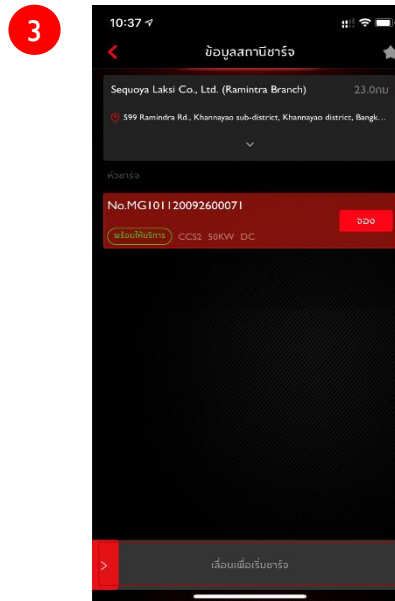 3
10:37
ข้อมูลสถานีชาร์จ
Sequoya Laksi Co., Ltd. (Ramintra Branch) 23.0กม
599 Ramindra Rd., Khannayao sub-district, Khannayao district, Bangk...
หัวชาร์จ
No.MG10112009260071
จอง
พร้อมให้บริการ CCS2 50KW DC
เลื่อนเพื่อเริ่มชาร์จ